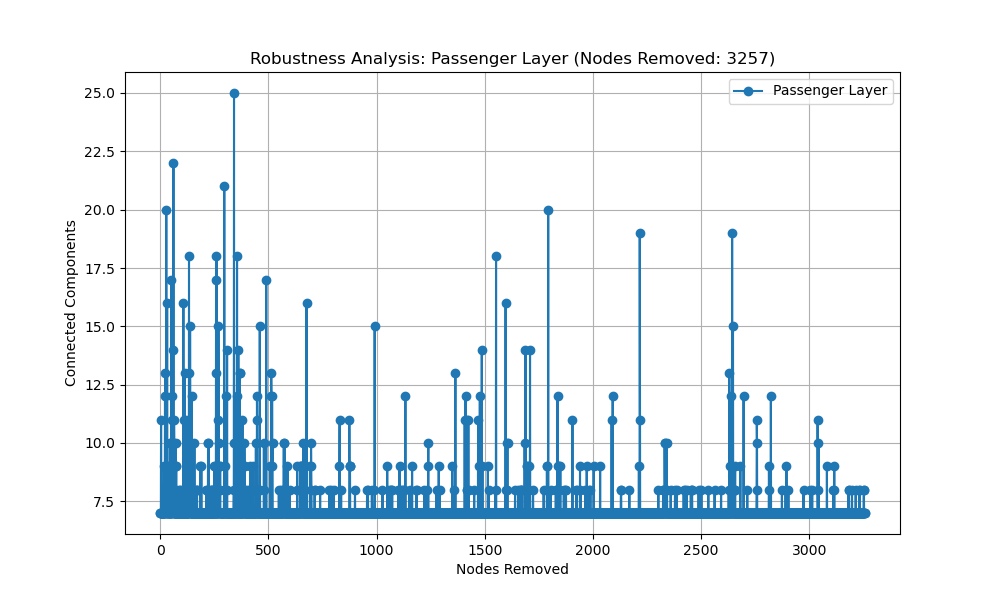 Robustness Analysis: Passenger Layer (Nodes Removed: 3257)
Passenger Layer
Connected Components
25.0
22.5
20.0
17.5
15.0
12.5
10.0
7.5
0 500 1000 1500 2000 2500 3000
Nodes Removed